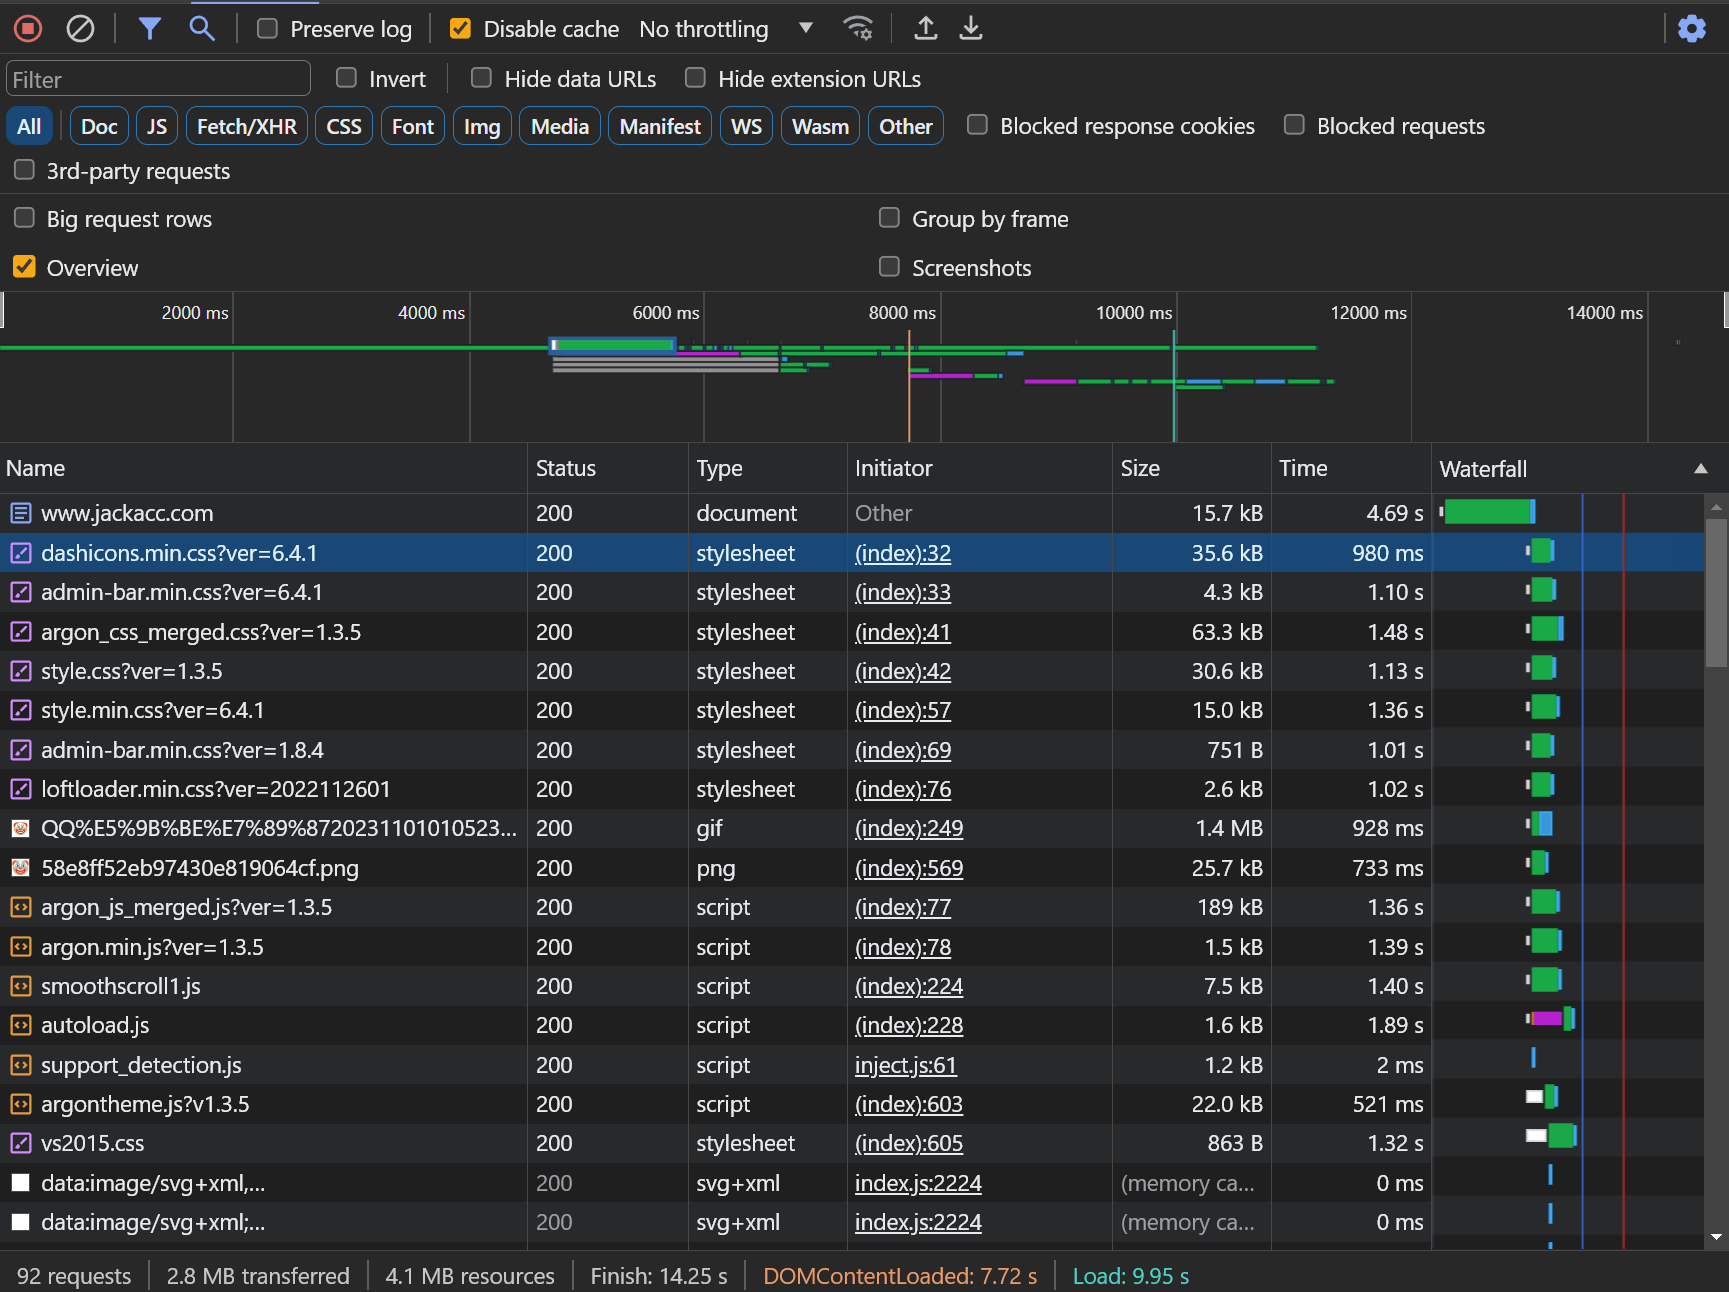 Preserve log Disable cache No throttling
Filter Invert Hide data URLs Hide extension URLs
All Doc JS Fetch/XHR CSS Font Img Media Manifest WS Wasm Other Blocked response cookies Blocked requests
3rd-party requests
Big request rows Group by frame
Overview Screenshots
2000 ms 4000 ms 6000 ms 8000 ms 10000 ms 12000 ms 14000 ms
Name Status Type Initiator Size Time Waterfall
www.jackacc.com 200 document Other 15.7 kB 4.69 s
dashicons.min.css?ver=6.4.1 200 stylesheet (index):32 35.6 kB 980 ms
admin-bar.min.css?ver=6.4.1 200 stylesheet (index):33 4.3 kB 1.10 s
argon_css_merged.css?ver=1.3.5 200 stylesheet (index):41 63.3 kB 1.48 s
style.css?ver=1.3.5 200 stylesheet (index):42 30.6 kB 1.13 s
style.min.css?ver=6.4.1 200 stylesheet (index):57 15.0 kB 1.36 s
admin-bar.min.css?ver=1.8.4 200 stylesheet (index):69 751 B 1.01 s
loftloader.min.css?ver=2022112601 200 stylesheet (index):76 2.6 kB 1.02 s
QQ%E5%9B%BE%E7%89%8720231101010523... 200 gif (index):249 1.4 MB 928 ms
58e8ff52eb97430e819064cf.png 200 png (index):569 25.7 kB 733 ms
argon_js_merged.js?ver=1.3.5 200 script (index):77 189 kB 1.36 s
argon.min.js?ver=1.3.5 200 script (index):78 1.5 kB 1.39 s
smoothscroll1.js 200 script (index):224 7.5 kB 1.40 s
autoload.js 200 script (index):228 1.6 kB 1.89 s
support_detection.js 200 script inject.js:61 1.2 kB 2 ms
argontheme.js?v1.3.5 200 script (index):603 22.0 kB 521 ms
vs2015.css 200 stylesheet (index):605 863 B 1.32 s
data:image/svg+xml,... 200 svg+xml index.js:2224 (memory ca... 0 ms
data:image/svg+xml;... 200 svg+xml index.js:2224 (memory ca... 0 ms
92 requests 2.8 MB transferred 4.1 MB resources Finish: 14.25 s DOMContentLoaded: 7.72 s Load: 9.95 s